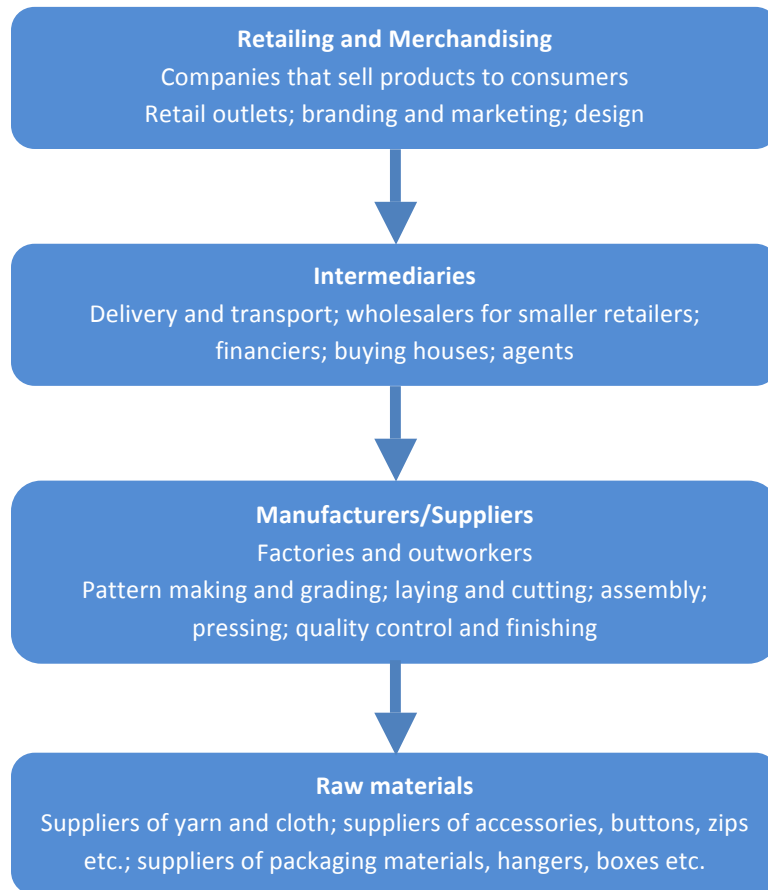 Retailing and Merchandising
Companies that sell products to consumers
Retail outlets; branding and marketing; design
Intermediaries
Delivery and transport; wholesalers for smaller retailers;
financiers; buying houses; agents
Manufacturers/Suppliers
Factories and outworkers
Pattern making and grading; laying and cutting; assembly;
pressing; quality control and finishing
Raw materials
Suppliers of yarn and cloth; suppliers of accessories, buttons, zips
etc.; suppliers of packaging materials, hangers, boxes etc.